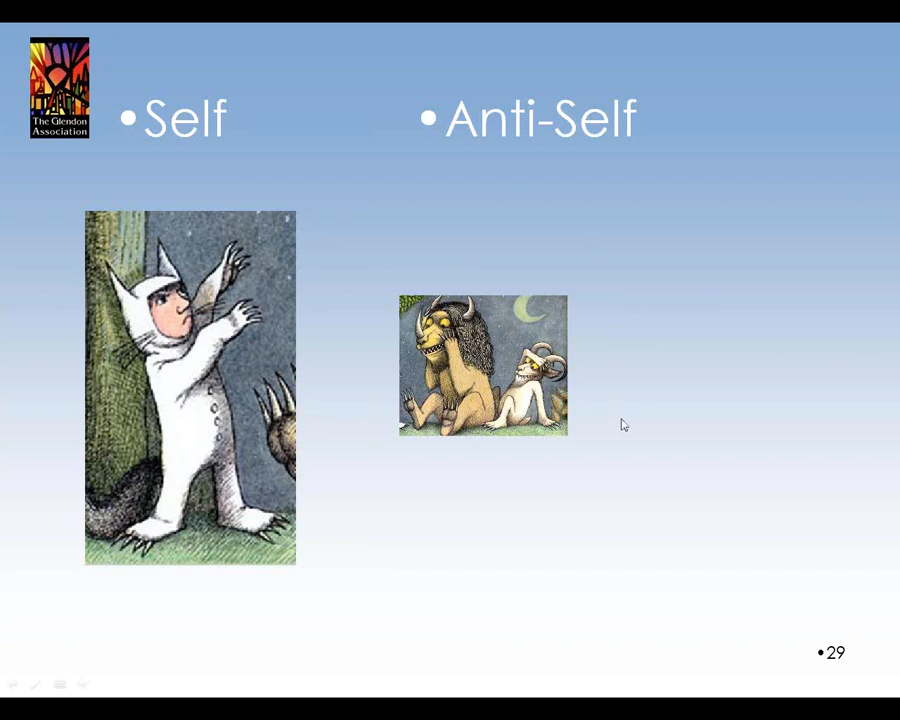 The Glendon
Association
•Self
•Anti-Self
•29